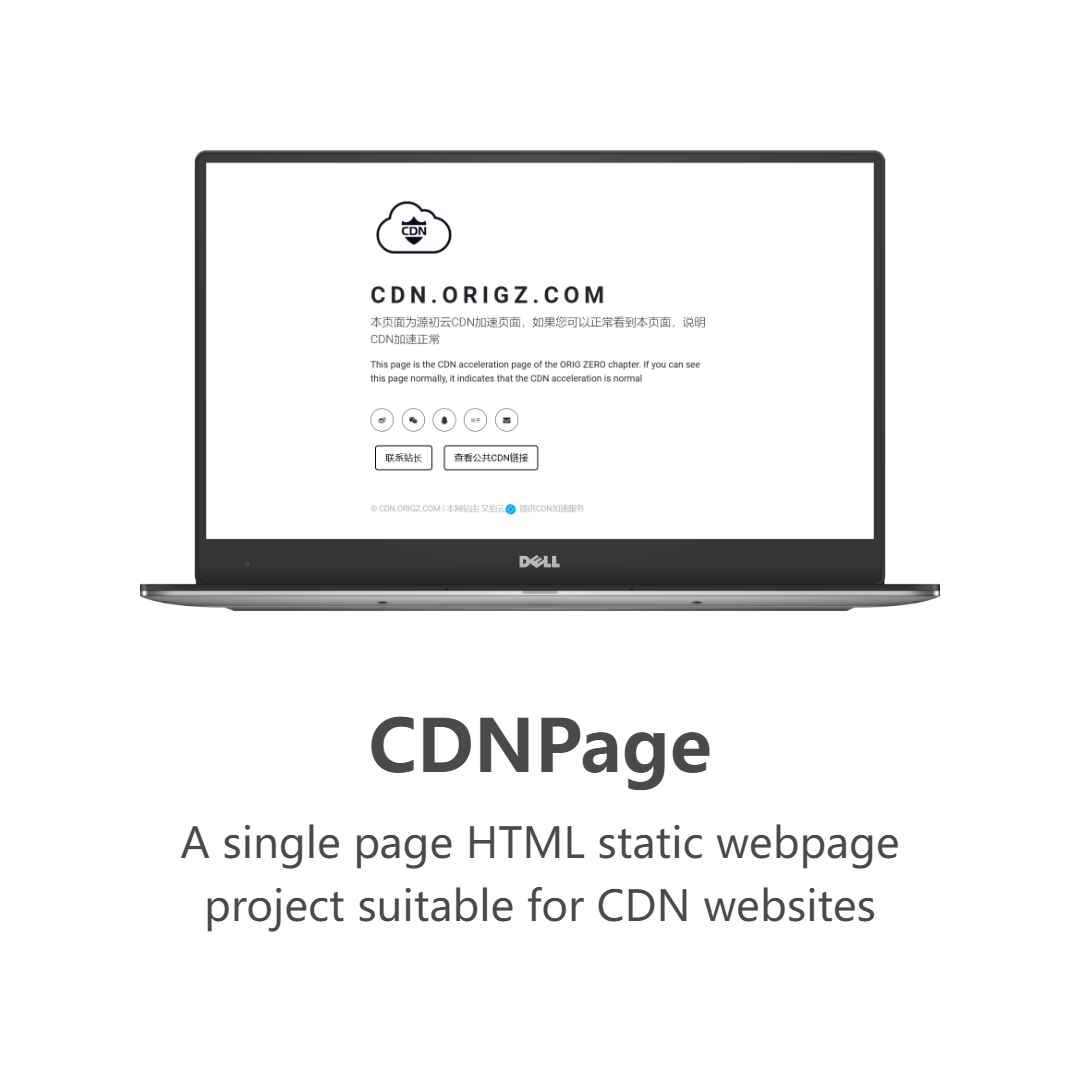 CDN
CDN.ORIGZ.COM
本页面为源初云CDN加速页面，如果您可以正常看到本页面，说明
CDN加速正常
This page is the CDN acceleration page of the ORIG ZERO chapter. If you can see
this page normally, it indicates that the CDN acceleration is normal
知乎
联系站长 查看公共CDN链接
© CDN.ORIGZ.COM | 本网站由 又拍云 提供CDN加速服务
DELL
CDNPage
A single page HTML static webpage
project suitable for CDN websites